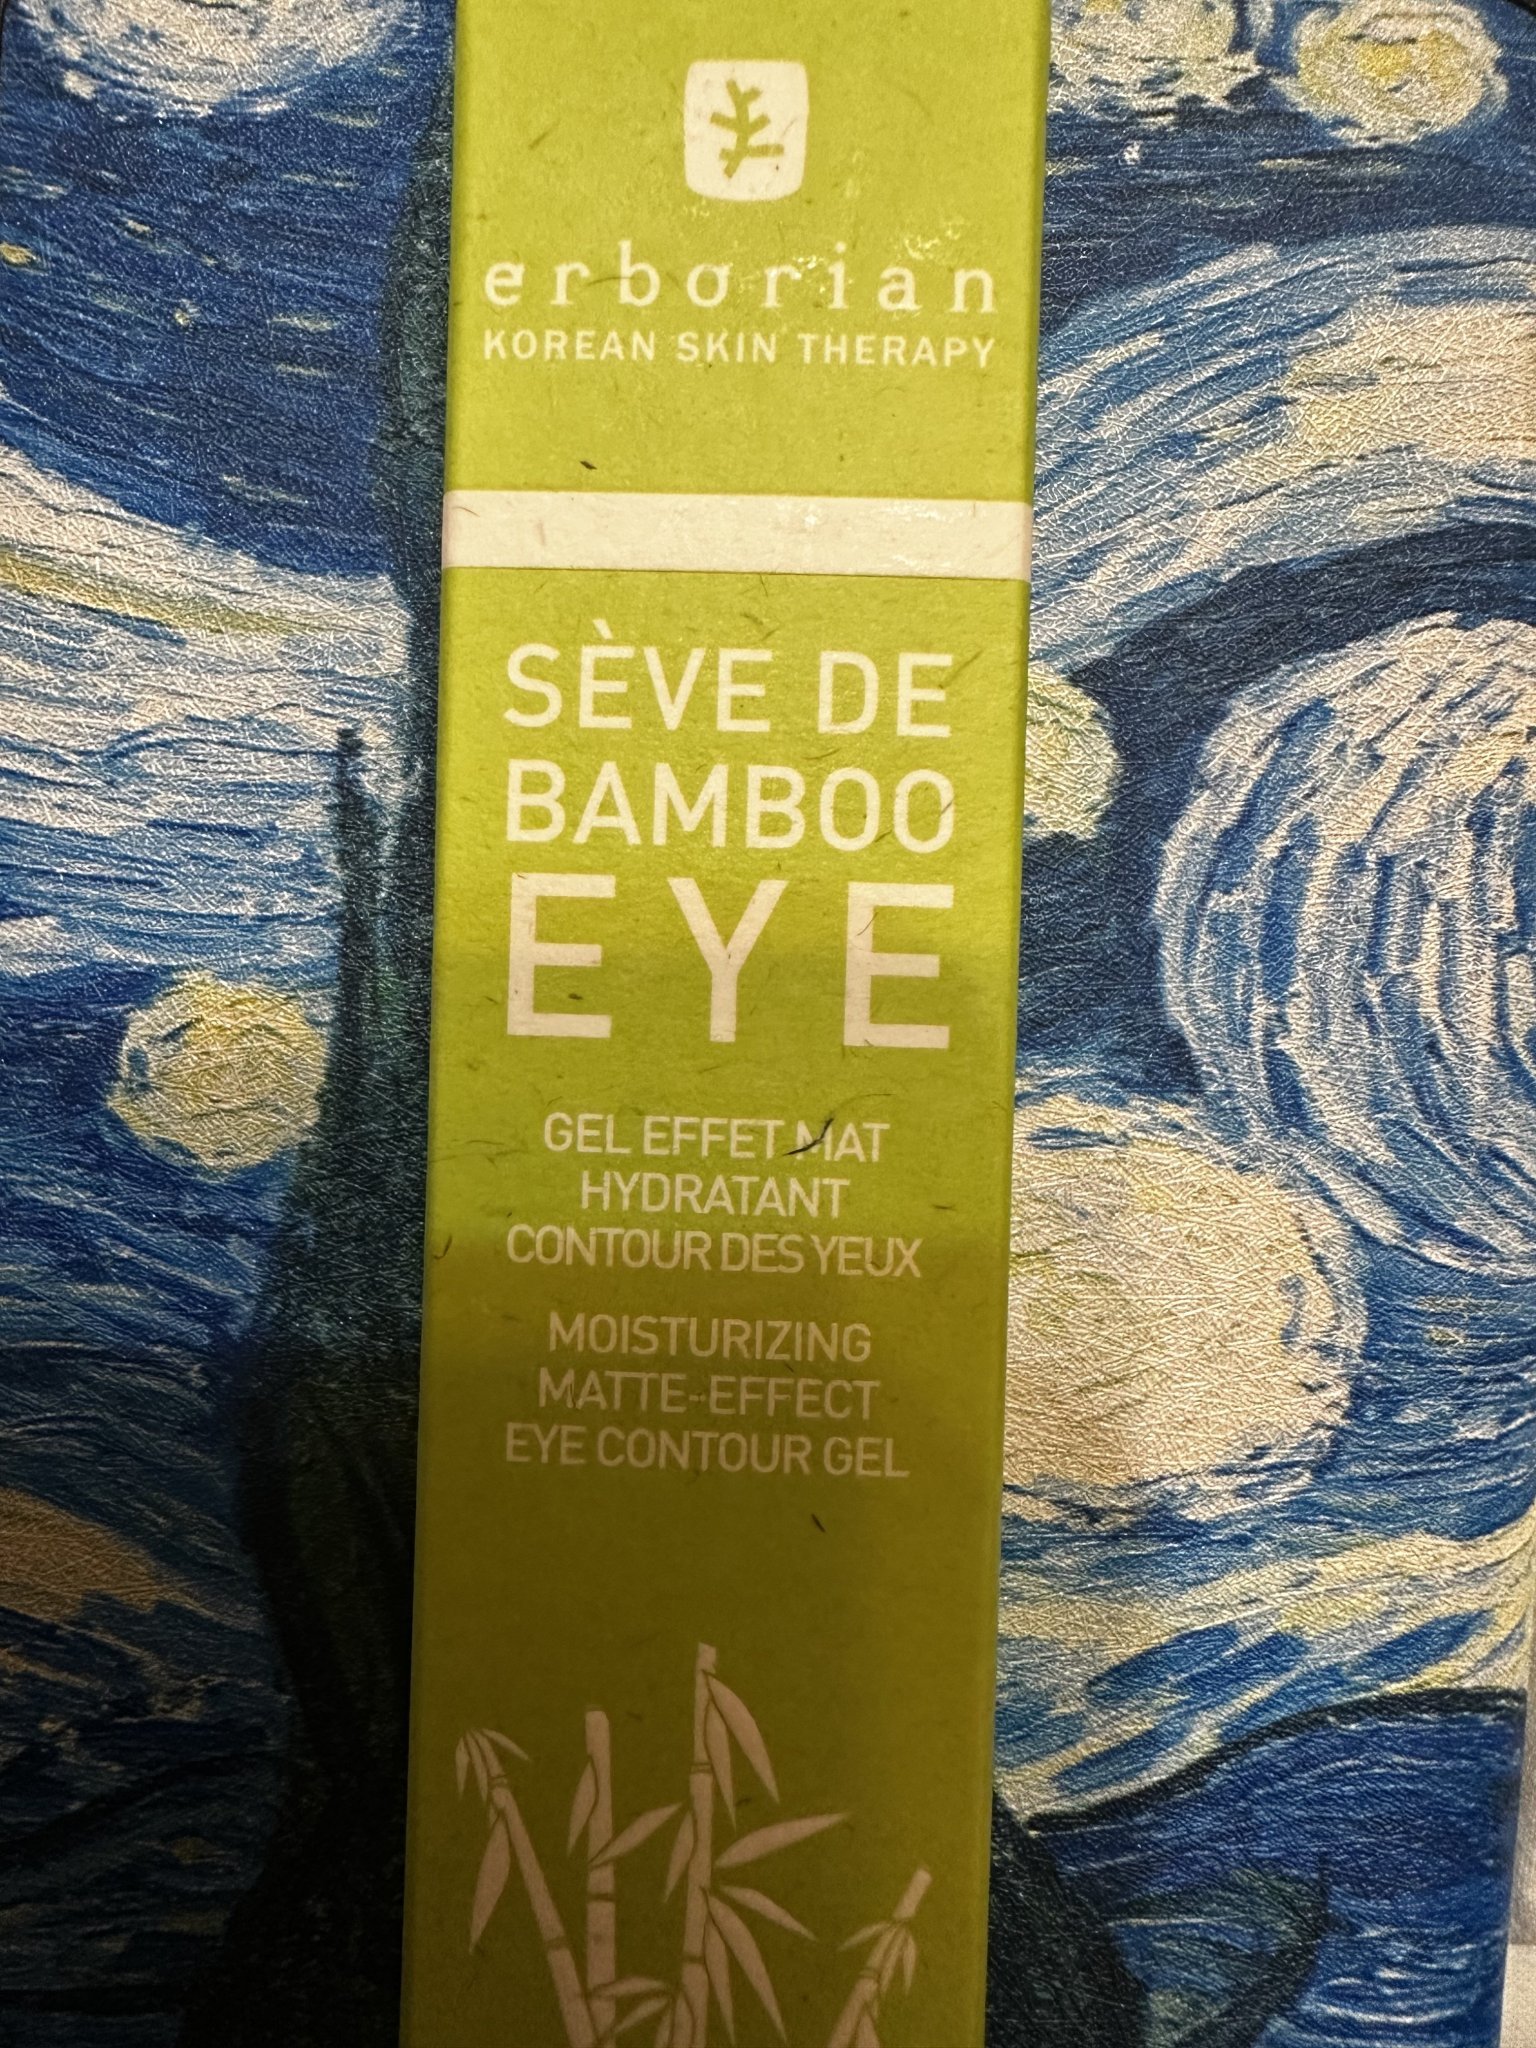 erborian
KOREAN SKIN THERAPY
SÈVE DE
BAMBOO
EYE
GEL EFFET MAT
HYDRATANT
CONTOUR DES YEUX
MOISTURIZING
MATTE-EFFECT
EYE CONTOUR GEL